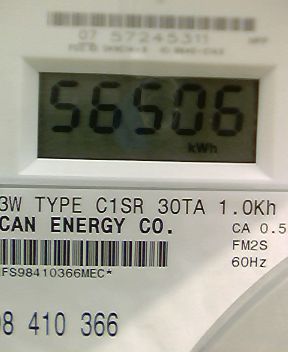 07 57245311
56506
kWh
3W TYPE C1SR 30TA 1.0Kh
CAN ENERGY CO.
CA 0.5
FM2S
60Hz
FS98410366MEC*
98 410 366